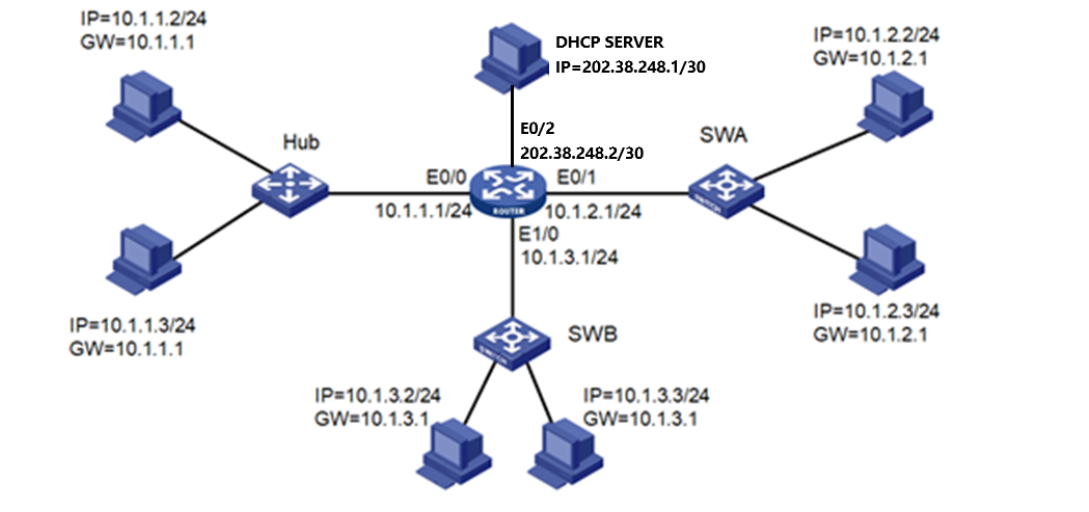 IP=10.1.1.2/24
GW=10.1.1.1
DHCP SERVER
IP=202.38.248.1/30
IP=10.1.2.2/24
GW=10.1.2.1
Hub
E0/2
202.38.248.2/30
SWA
E0/0
E0/1
SWITCH
10.1.1.1/24
ROUTER
10.1.2.1/24
E1/0
10.1.3.1/24
IP=10.1.1.3/24
GW=10.1.1.1
IP=10.1.2.3/24
GW=10.1.2.1
SWB
SWITCH
IP=10.1.3.2/24
GW=10.1.3.1
IP=10.1.3.3/24
GW=10.1.3.1